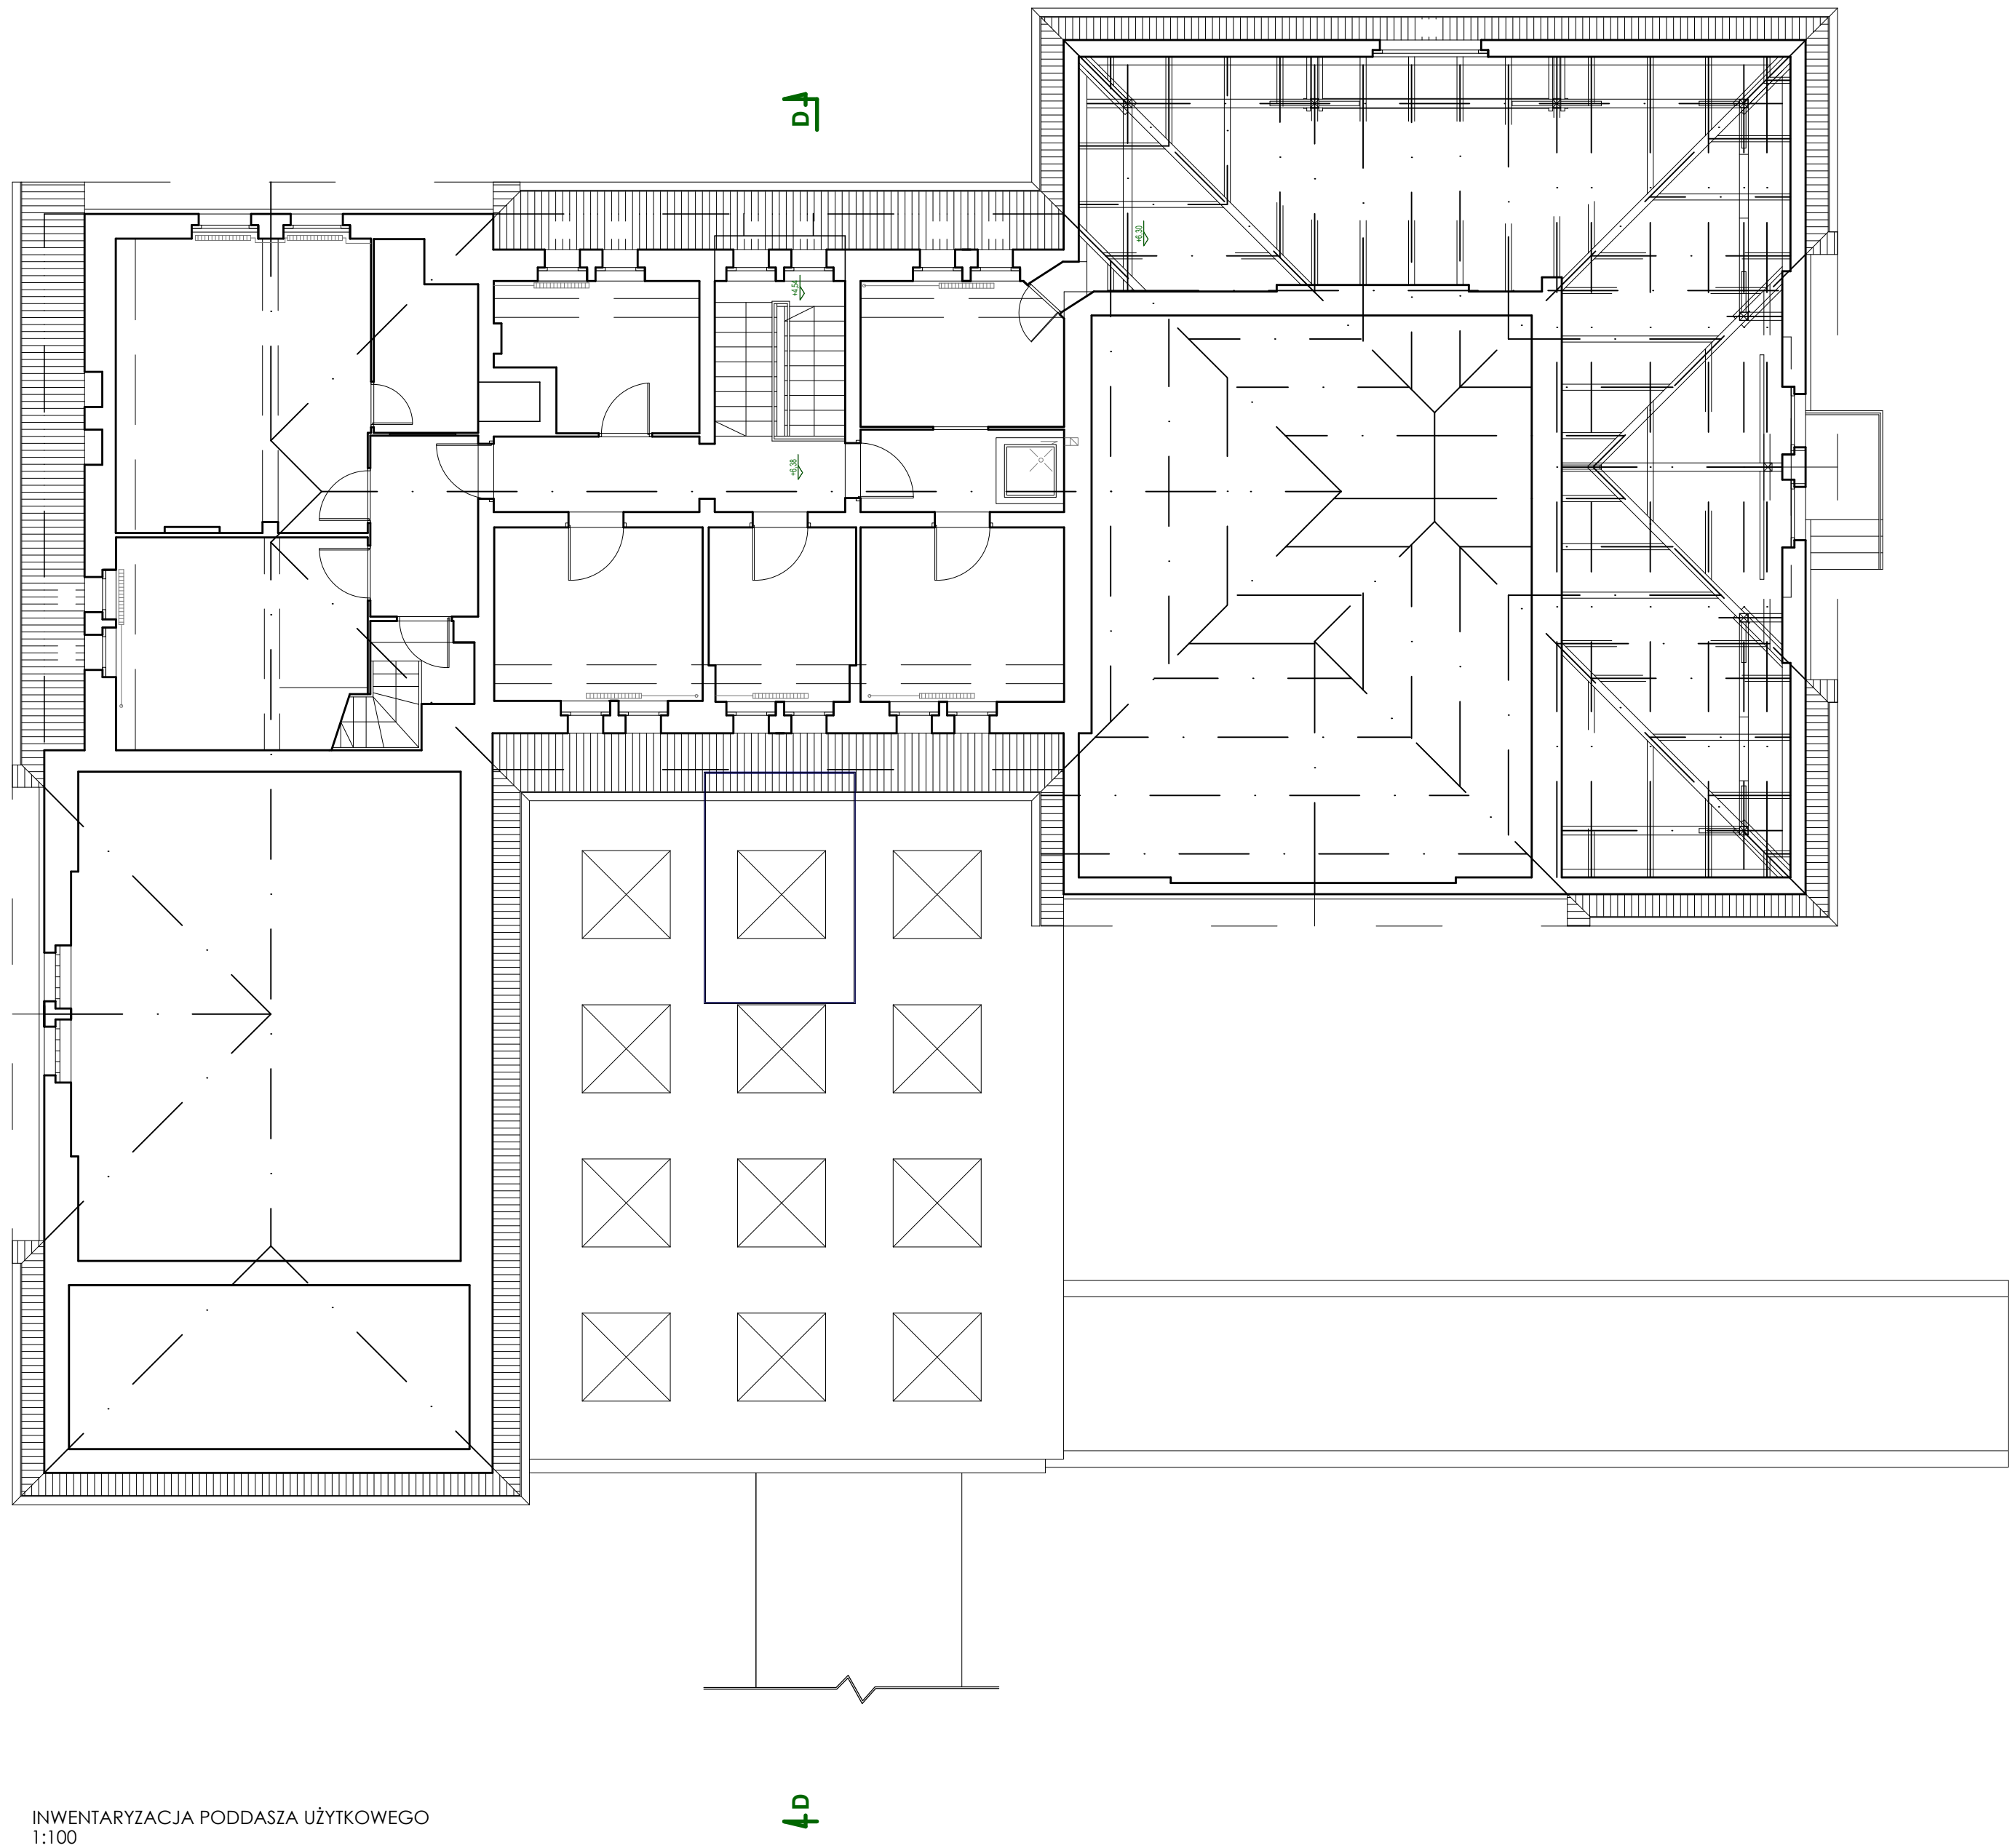 D
+6,30
+4,54
+6,38
D
INWENTARYZACJA PODDASZA UŻYTKOWEGO
1:100